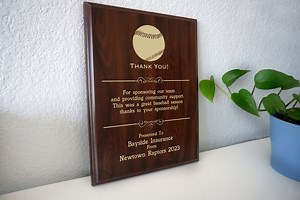 THANK YOU!
For sponsoring our team
and providing community support.
This was a great baseball season
thanks to your sponsorship!
Presented To
Bayside Insurance
From
Newtown Raptors 2023